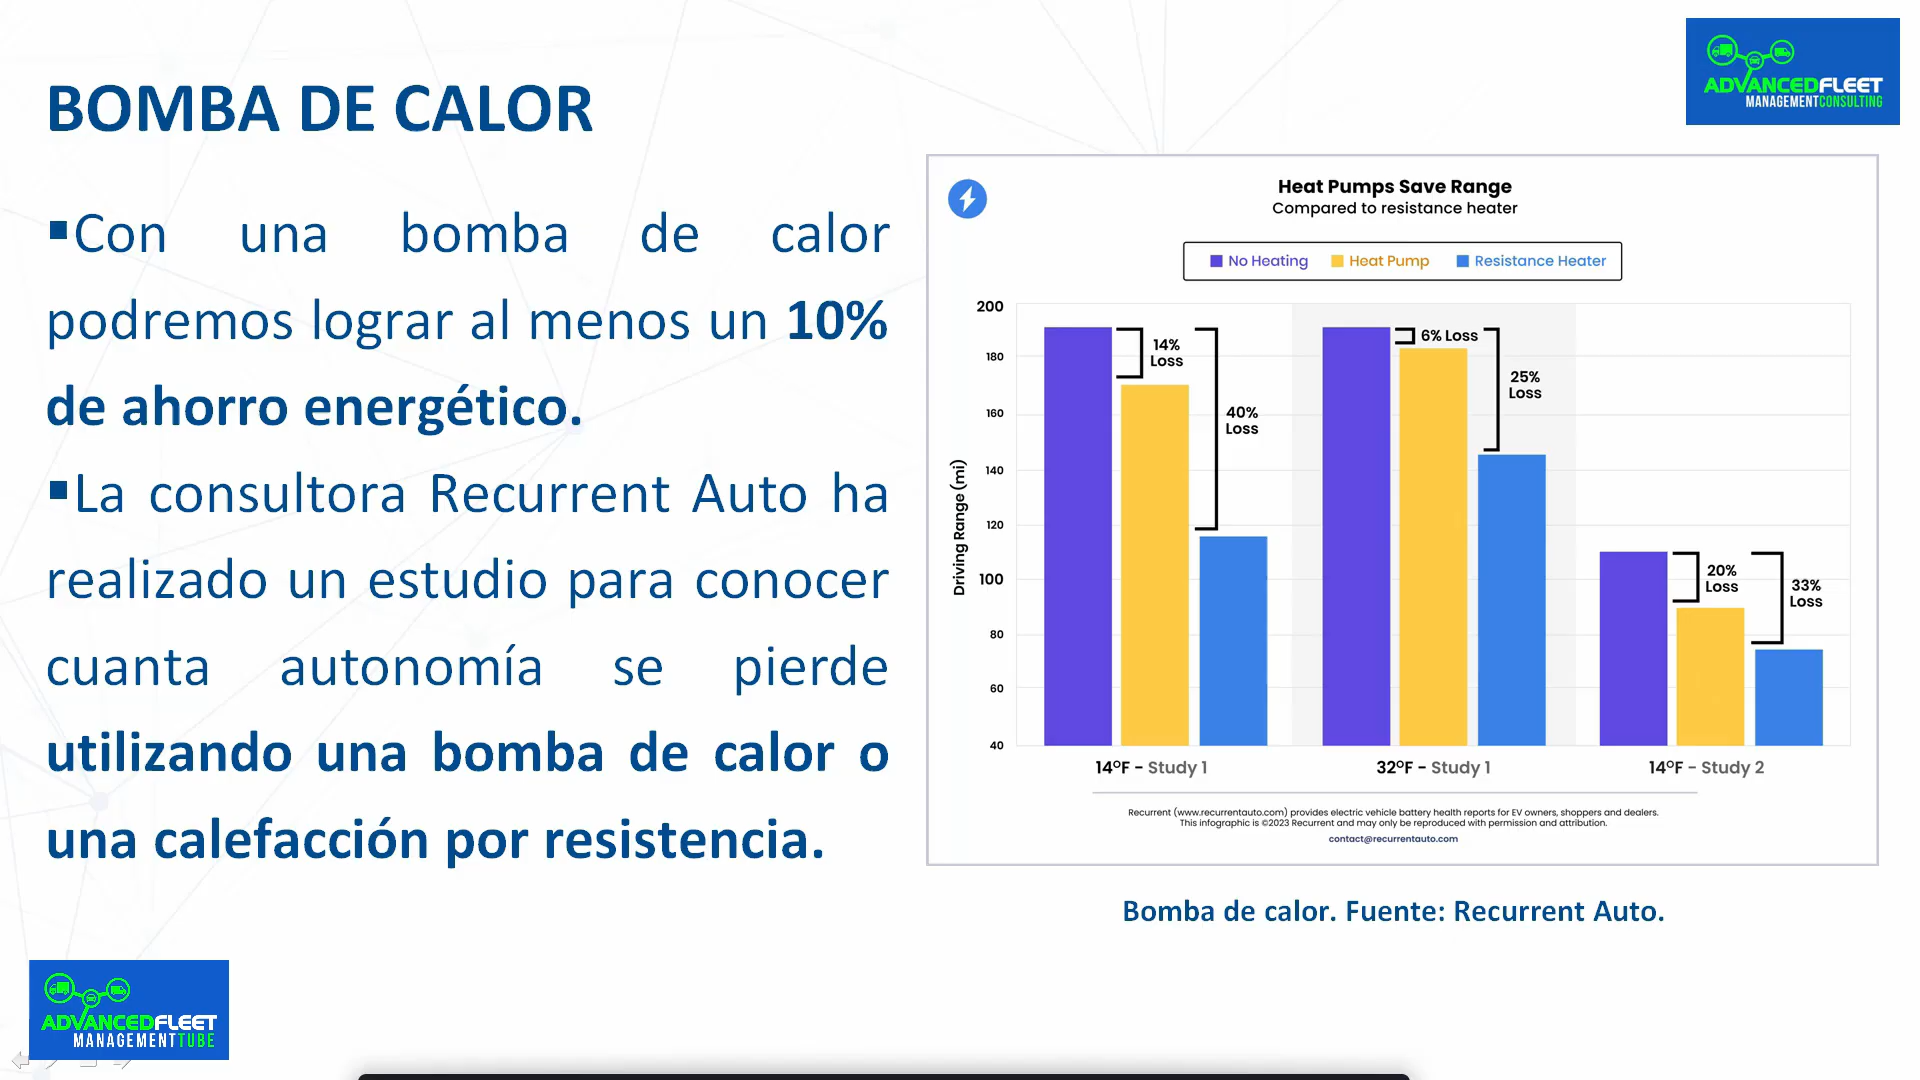 BOMBA DE CALOR
▪Con una bomba de calor
podremos lograr al menos un 10%
de ahorro energético.
▪La consultora Recurrent Auto ha
realizado un estudio para conocer
cuanta autonomía se pierde
utilizando una bomba de calor o
una calefacción por resistencia.
ADVANCEDFLEET
MANAGEMENTCONSULTING
Heat Pumps Save Range
Compared to resistance heater
No Heating Heat Pump Resistance Heater
Driving Range (mi)
200
180
160
140
120
100
80
60
40
14%
Loss
40%
Loss
6% Loss
25%
Loss
20%
Loss
33%
Loss
14ºF - Study 1
32ºF - Study 1
14ºF - Study 2
Recurrent (www.recurrentauto.com) provides electric vehicle battery health reports for EV owners, shoppers and dealers.
This infographic is ©2023 Recurrent and may only be reproduced with permission and attribution.
contact@recurrentauto.com
Bomba de calor. Fuente: Recurrent Auto.
ADVANCEDFLEET
MANAGEMENTTUBE